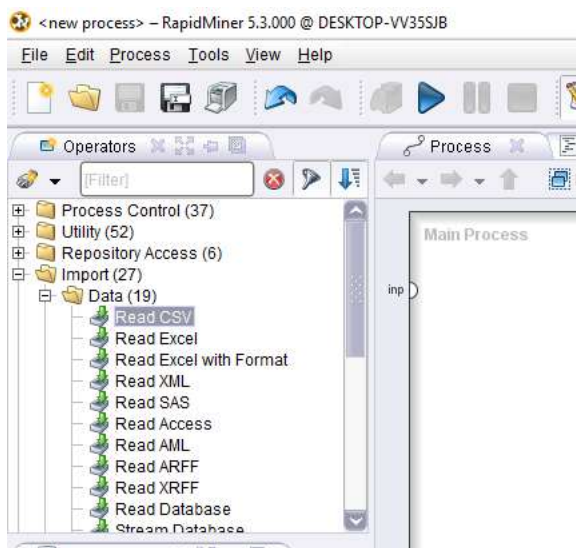 <new process> – RapidMiner 5.3.000 @ DESKTOP-VV35SJB
File Edit Process Tools View Help
Operators
Process
[Filter]
Process Control (37)
Utility (52)
Repository Access (6)
Import (27)
Data (19)
Read CSV
Read Excel
Read Excel with Format
Read XML
Read SAS
Read Access
Read AML
Read ARFF
Read XRFF
Read Database
Stream Database
Main Process
inp